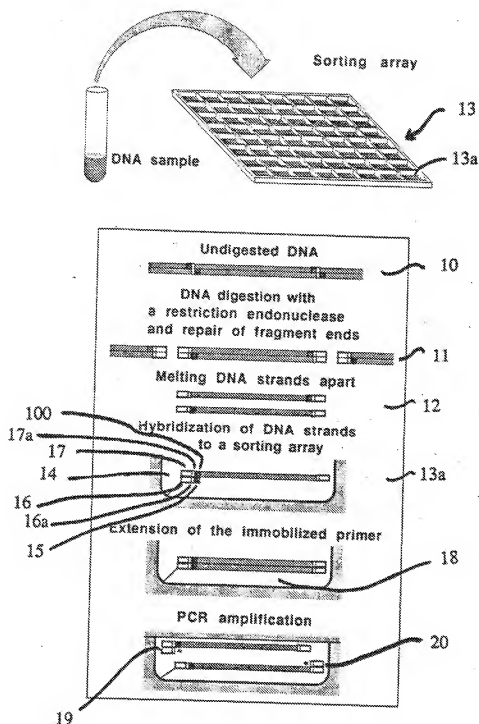 Sorting array
13
DNA sample
13a
Undigested DNA
10
DNA digestion with
a restriction endonuclease
and repair of fragment ends
11
Melting DNA strands apart
12
100
Hybridization of DNA strands
to a sorting array
17a
17
14
13a
16
16a
15
Extension of the immobilized primer
18
PCR amplification
20
19